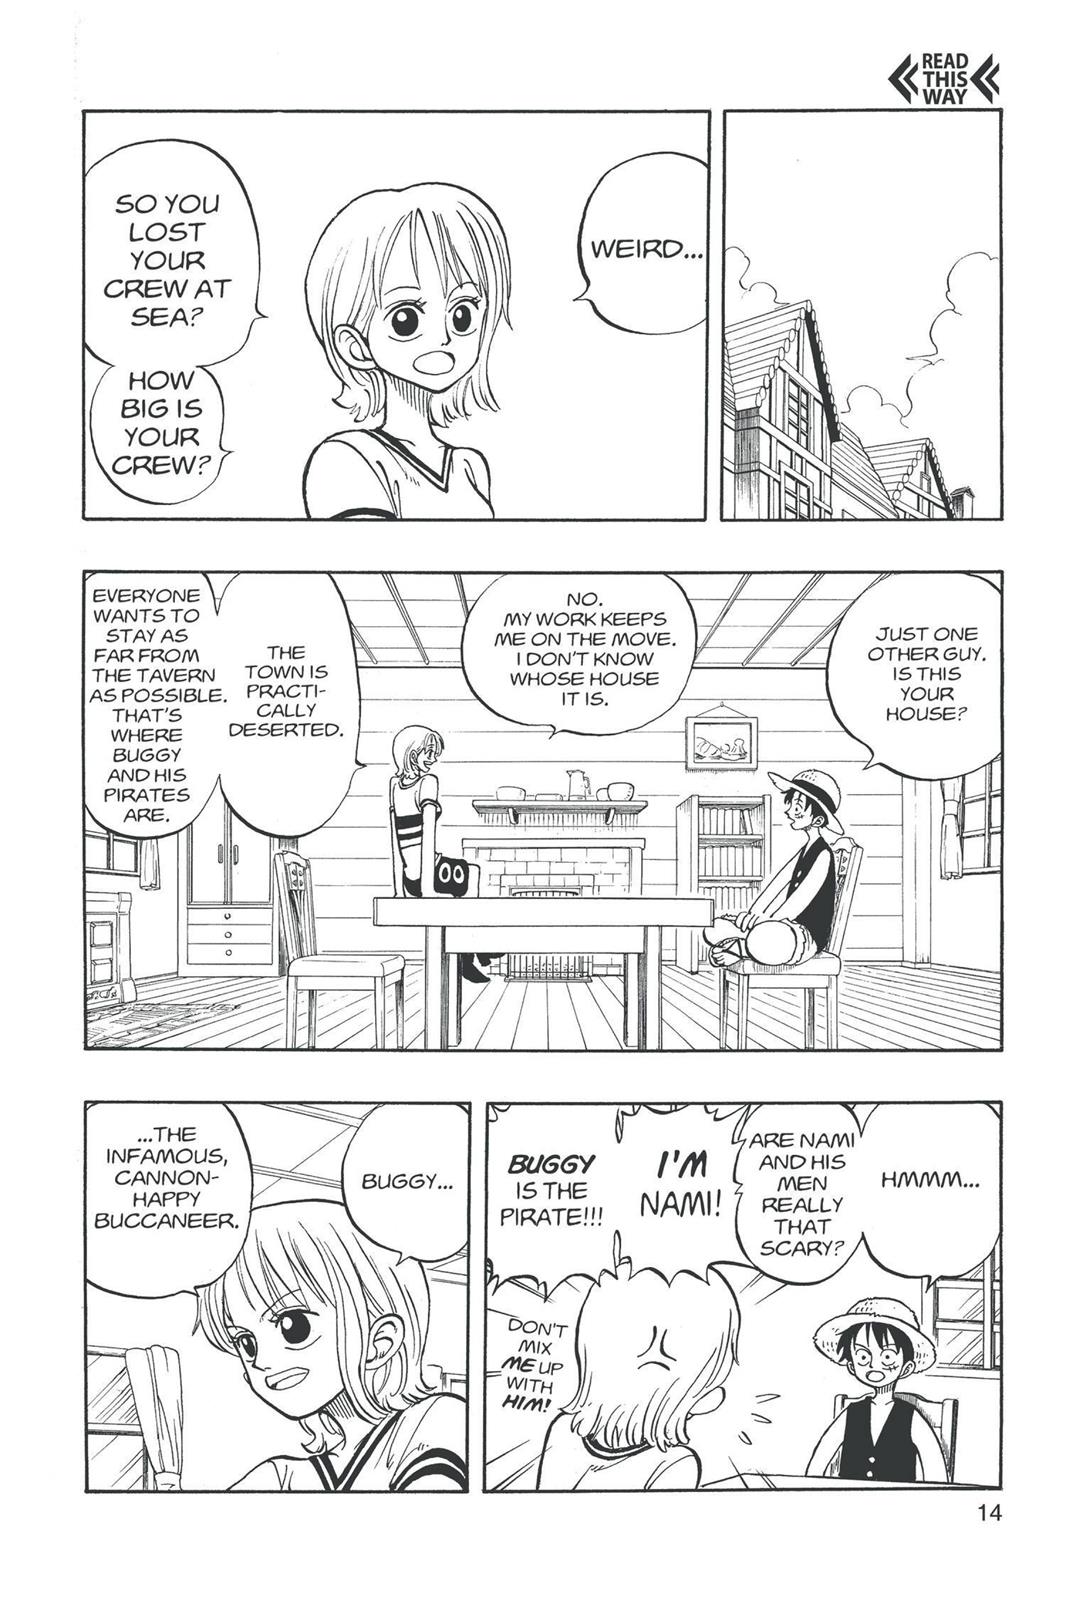 READ
THIS
WAY
WEIRD...
SO YOU
LOST
YOUR
CREW AT
SEA?
HOW
BIG IS
YOUR
CREW?
JUST ONE
OTHER GUY.
IS THIS
YOUR
HOUSE?
NO.
MY WORK KEEPS
ME ON THE MOVE.
I DON'T KNOW
WHOSE HOUSE
IT IS.
THE
TOWN IS
PRACTI-
CALLY
DESERTED.
EVERYONE
WANTS TO
STAY AS
FAR FROM
THE TAVERN
AS POSSIBLE.
THAT'S
WHERE
BUGGY
AND HIS
PIRATES
ARE.
HMMM...
ARE NAMI
AND HIS
MEN
REALLY
THAT
SCARY?
I'M
NAMI!
BUGGY
IS THE
PIRATE!!!
DON'T
MIX
ME UP
WITH
HIM!
BUGGY...
...THE
INFAMOUS,
CANNON-
HAPPY
BUCCANEER.
14